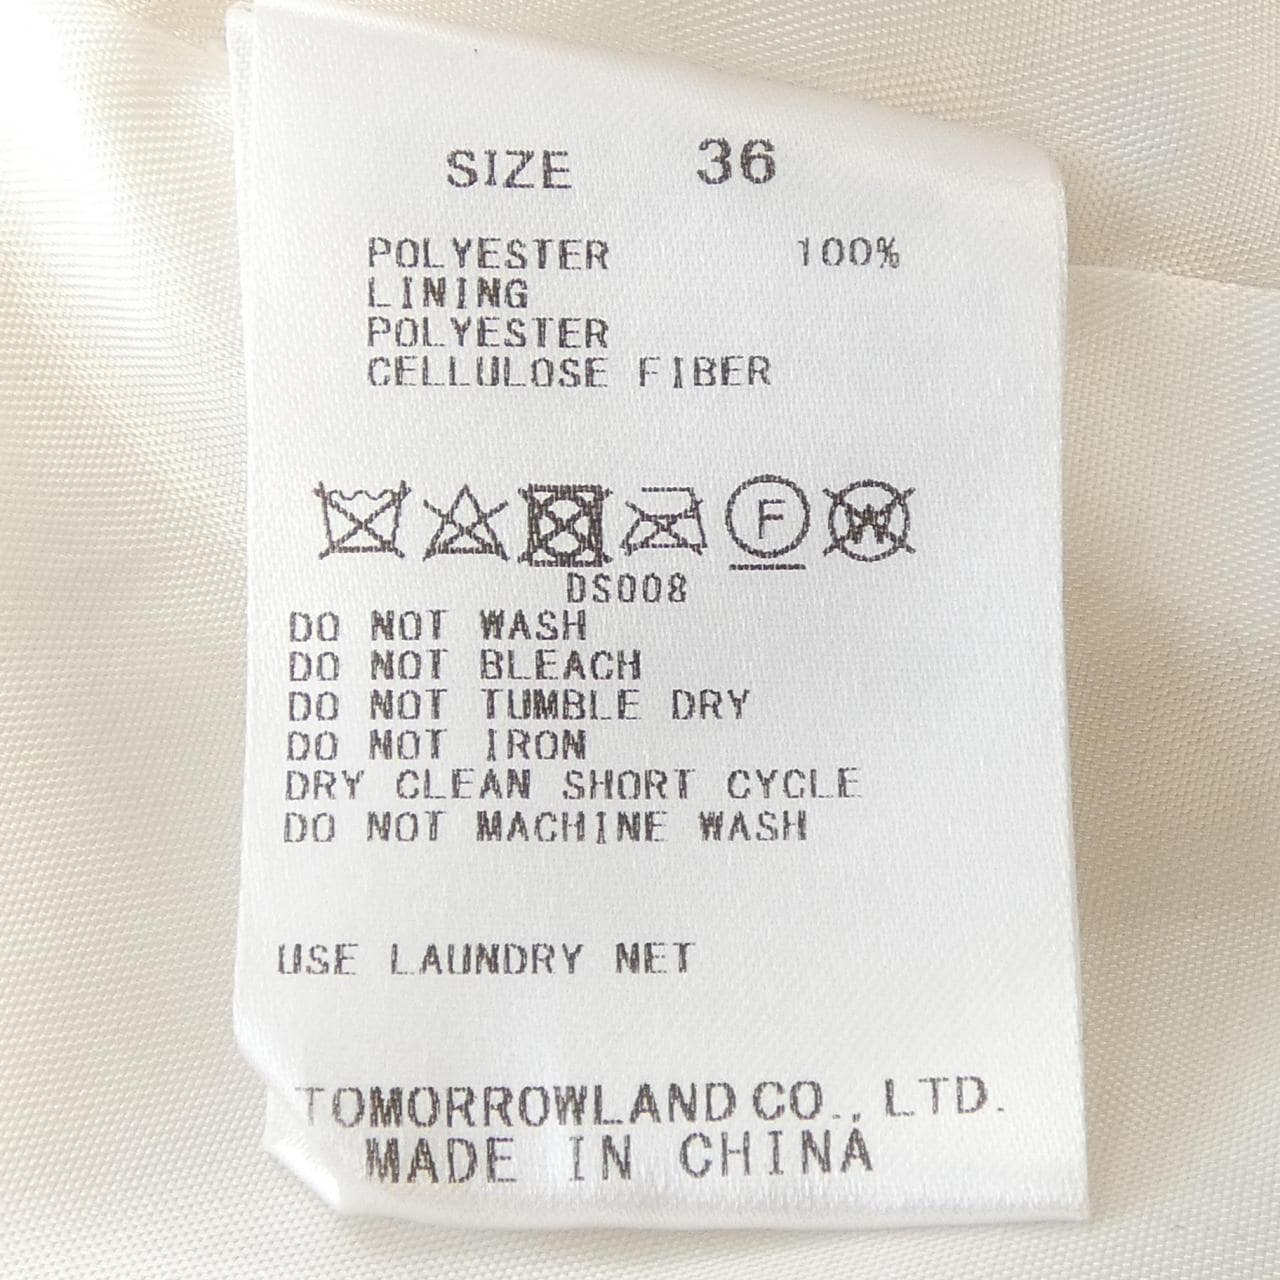 SIZE 36
POLYESTER 100%
LINING
POLYESTER
CELLULOSE FIBER
F W
DS008
DO NOT WASH
DO NOT BLEACH
DO NOT TUMBLE DRY
DO NOT IRON
DRY CLEAN SHORT CYCLE
DO NOT MACHINE WASH
USE LAUNDRY NET
TOMORROWLAND CO., LTD.
MADE IN CHINA